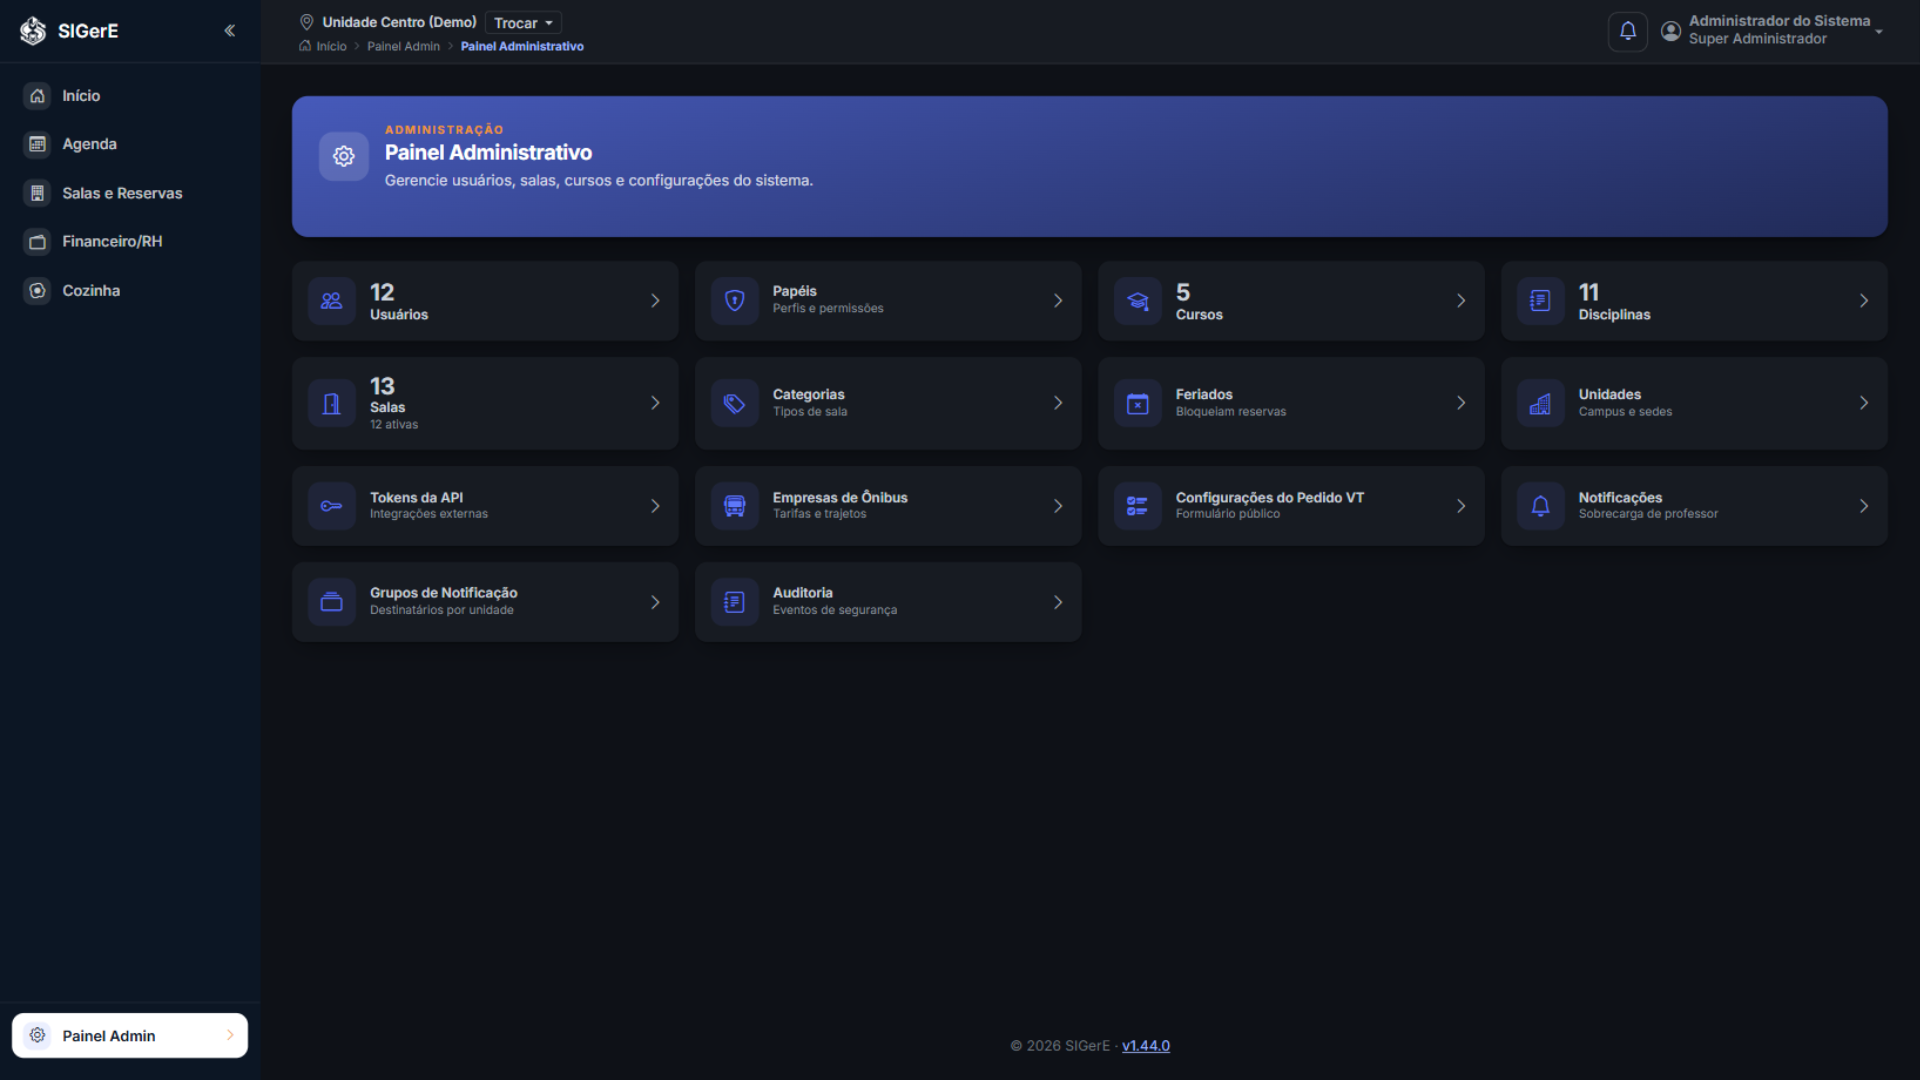 SIGerE
Início
Agenda
Salas e Reservas
Financeiro/RH
Cozinha
Painel Admin
Unidade Centro (Demo) Trocar
Início > Painel Admin > Painel Administrativo
Administrador do Sistema
Super Administrador
ADMINISTRAÇÃO
Painel Administrativo
Gerencie usuários, salas, cursos e configurações do sistema.
12
Usuários
Papéis
Perfis e permissões
5
Cursos
11
Disciplinas
13
Salas
12 ativas
Categorias
Tipos de sala
Feriados
Bloqueiam reservas
Unidades
Campus e sedes
Tokens da API
Integrações externas
Empresas de Ônibus
Tarifas e trajetos
Configurações do Pedido VT
Formulário público
Notificações
Sobrecarga de professor
Grupos de Notificação
Destinatários por unidade
Auditoria
Eventos de segurança
© 2026 SIGerE · v1.44.0